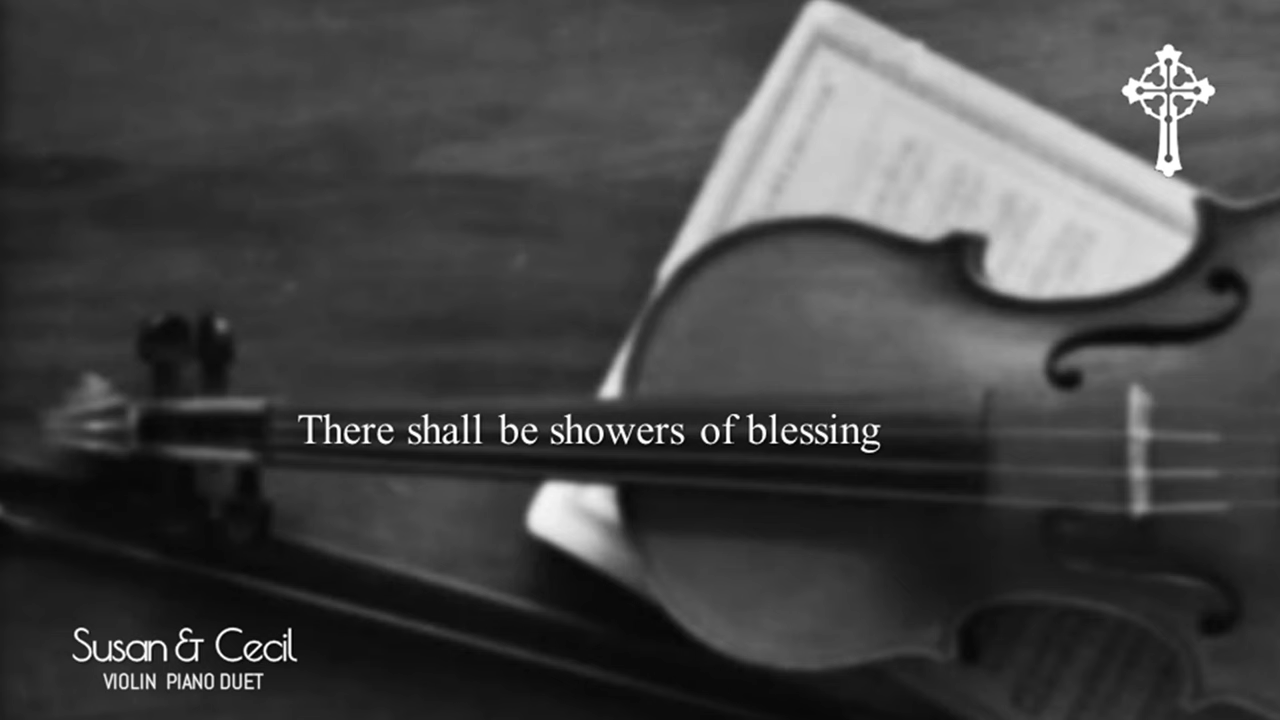 There shall be showers of blessing
Susan & Cecil
VIOLIN PIANO DUET